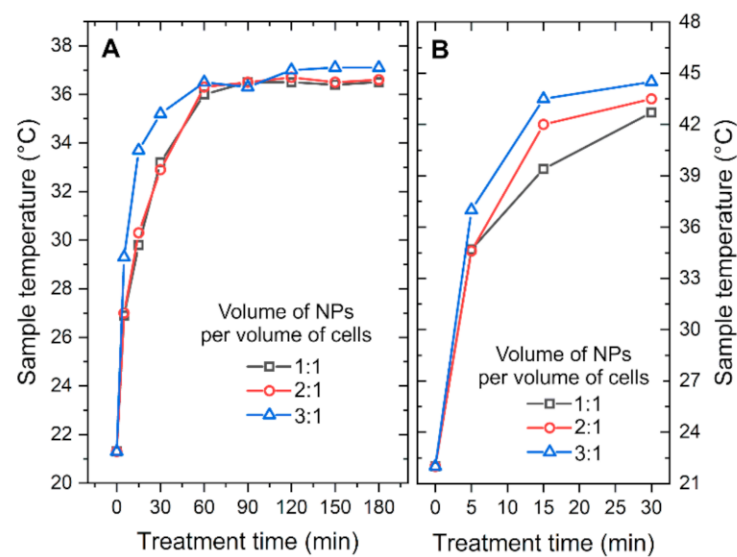 A
Sample temperature (°C)
38
36
34
32
30
28
26
24
22
20
Volume of NPs
per volume of cells
1:1
2:1
3:1
0 30 60 90 120 150 180
Treatment time (min)
B
48
45
42
39
36
33
30
27
24
21
Sample temperature (°C)
Volume of NPs
per volume of cells
1:1
2:1
3:1
0 5 10 15 20 25 30
Treatment time (min)